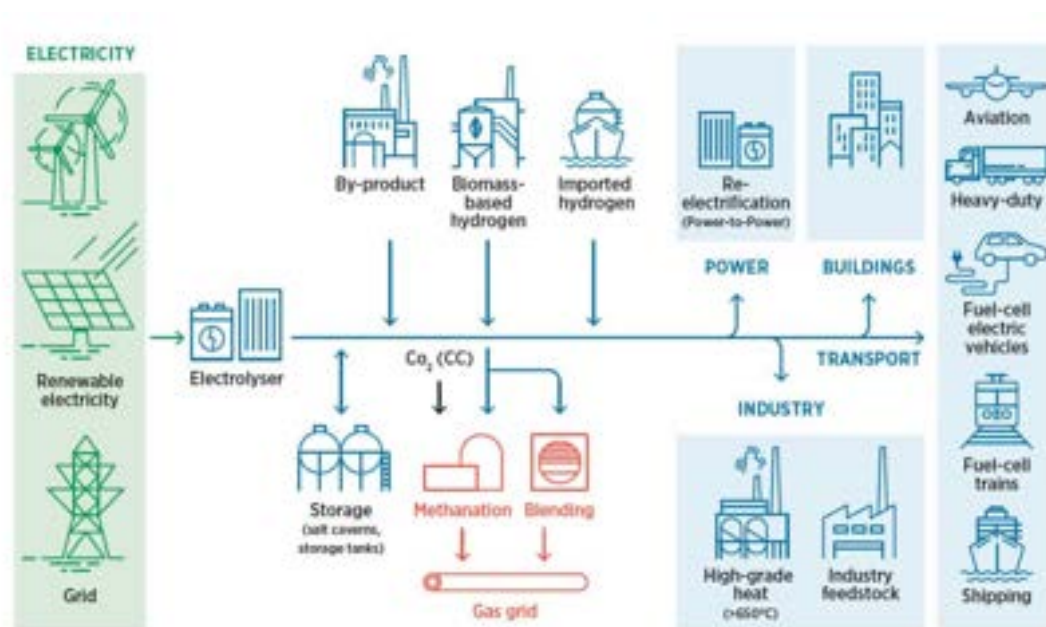 ELECTRICITY
Renewable
electricity
Grid
Electrolyser
By-product
Biomass-
based
hydrogen
Imported
hydrogen
Co₂ (CC)
Storage
(salt caverns,
storage tanks)
Methanation
Blending
Gas grid
Re-
electrification
(Power-to-Power)
POWER
BUILDINGS
TRANSPORT
INDUSTRY
High-grade
heat
(>650°C)
Industry
feedstock
Aviation
Heavy-duty
Fuel-cell
electric
vehicles
Fuel-cell
trains
Shipping